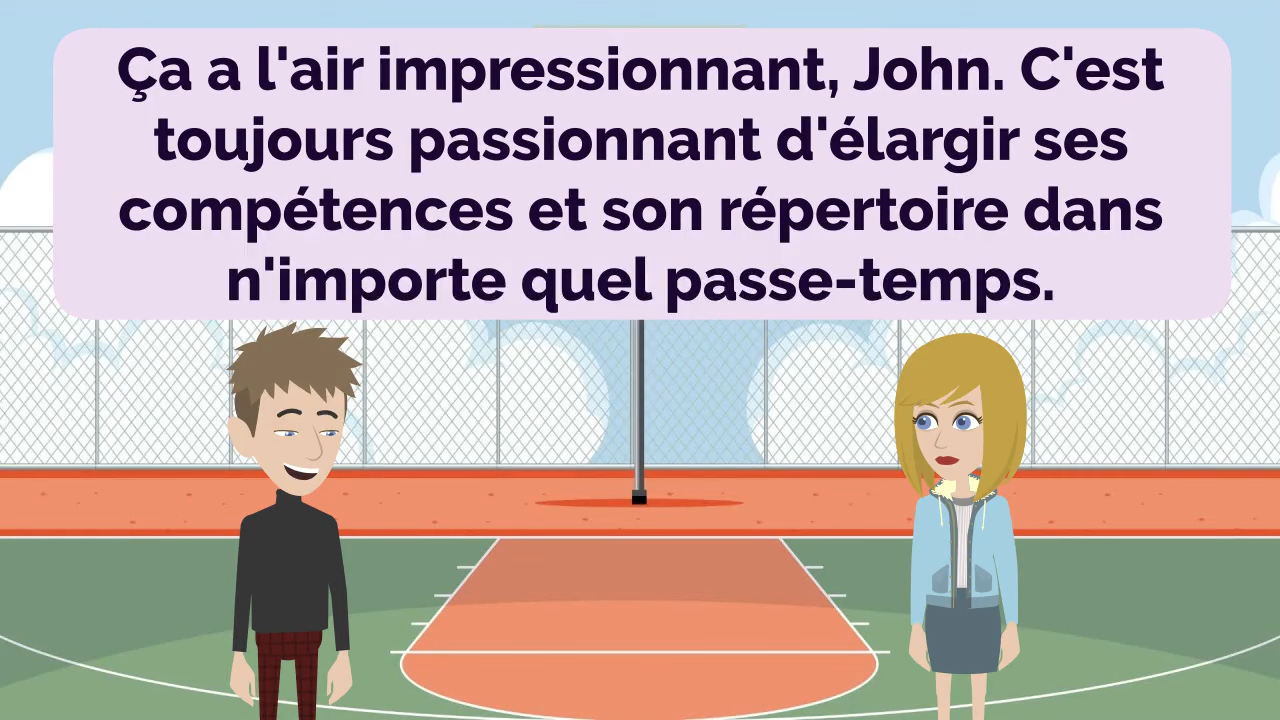 Ça a l'air impressionnant, John. C'est
toujours passionnant d'élargir ses
compétences et son répertoire dans
n'importe quel passe-temps.